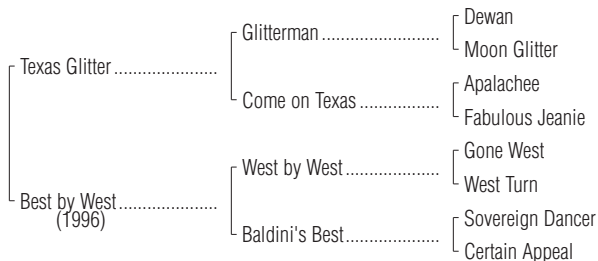 Dewan
Glitterman ......................
Moon Glitter
Texas Glitter .....................
Apalachee
Come on Texas .................
Fabulous Jeanie
Gone West
West by West ....................
West Turn
Best by West ....................
(1996)
Sovereign Dancer
Baldini's Best ....................
Certain Appeal